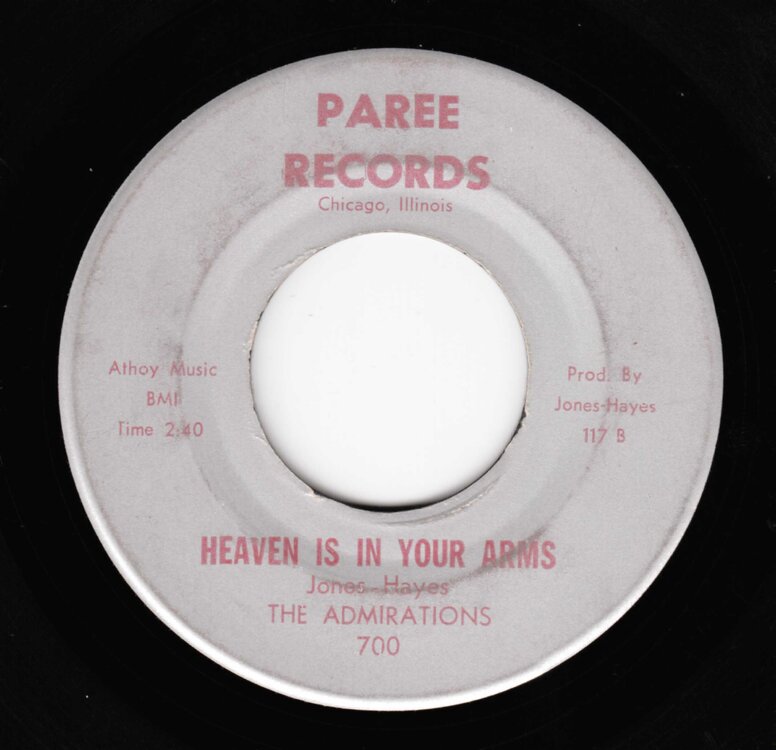 PAREE
RECORDS
Chicago, Illinois
Athoy Music
BMI
Time 2:40
Prod. By
Jones-Hayes
117 B
HEAVEN IS IN YOUR ARMS
Jones-Hayes
THE ADMIRATIONS
700